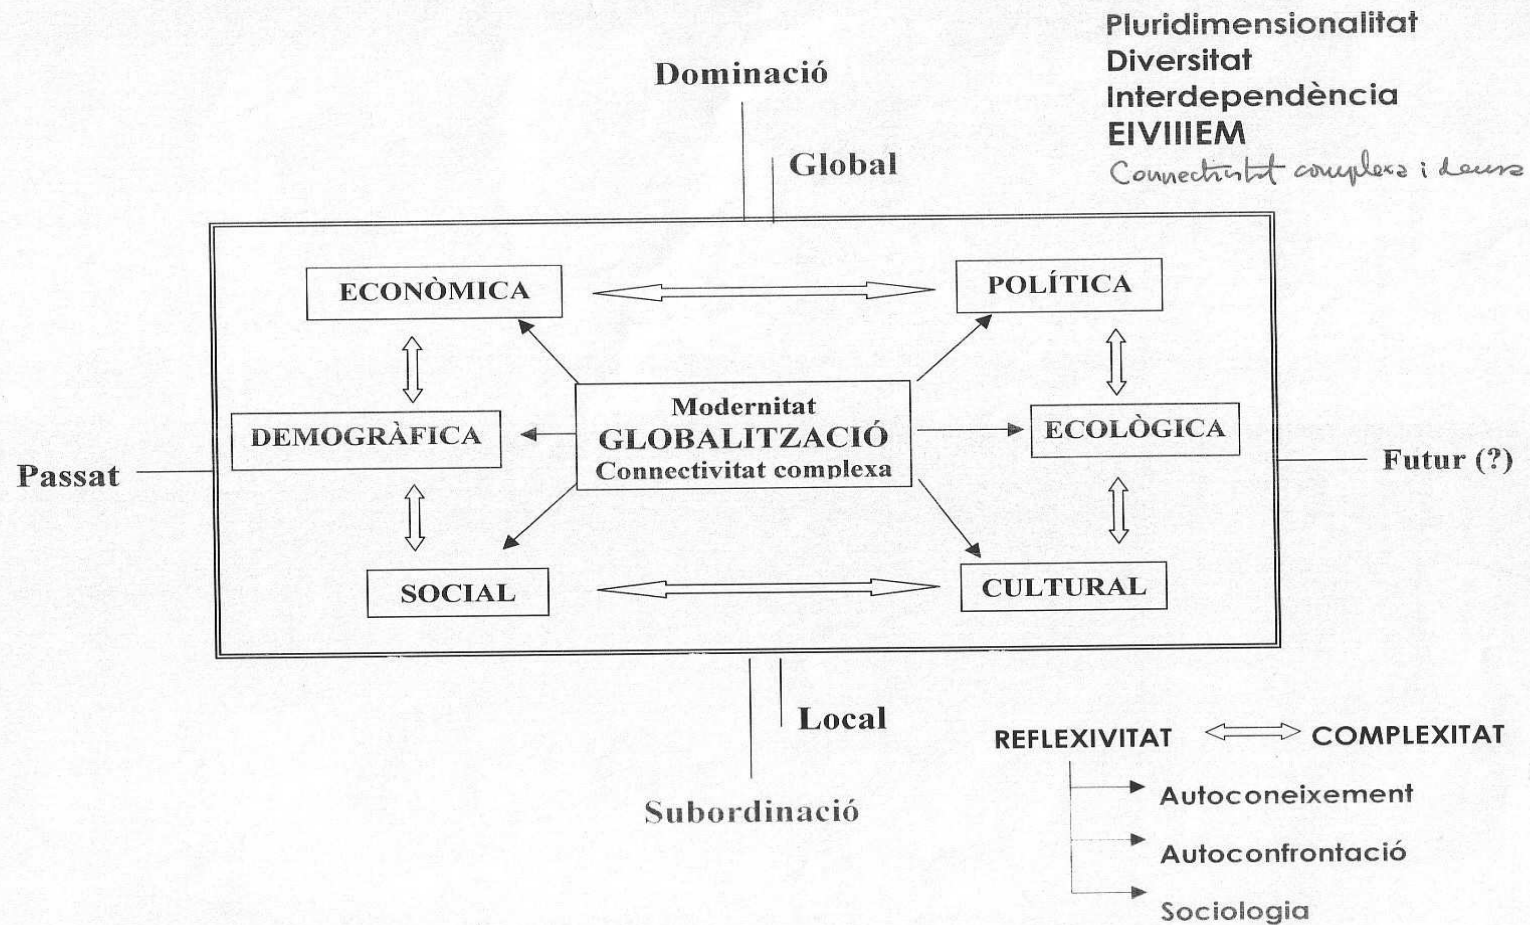 Pluridimensionalitat
Diversitat
Interdependència
EIVIIIEM
Connectivitat complexa i densa
Dominació
Global
ECONÒMICA
POLÍTICA
Modernitat
GLOBALITZACIÓ
Connectivitat complexa
DEMOGRÀFICA
ECOLÒGICA
Passat
Futur (?)
SOCIAL
CULTURAL
Local
Subordinació
REFLEXIVITAT COMPLEXITAT
Autoconeixement
Autoconfrontació
Sociologia